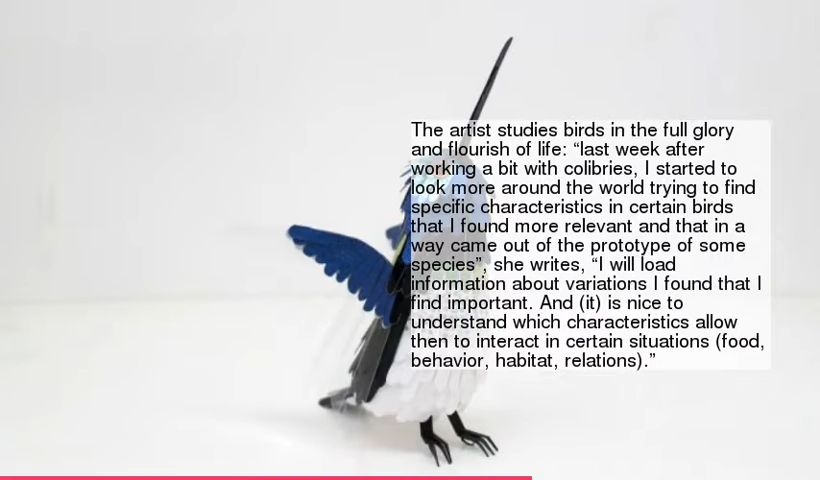 The artist studies birds in the full glory
and flourish of life: “last week after
working a bit with colibries, I started to
look more around the world trying to find
specific characteristics in certain birds
that I found more relevant and that in a
way came out of the prototype of some
species”, she writes, “I will load
information about variations I found that I
find important. And (it) is nice to
understand which characteristics allow
then to interact in certain situations (food,
behavior, habitat, relations).”